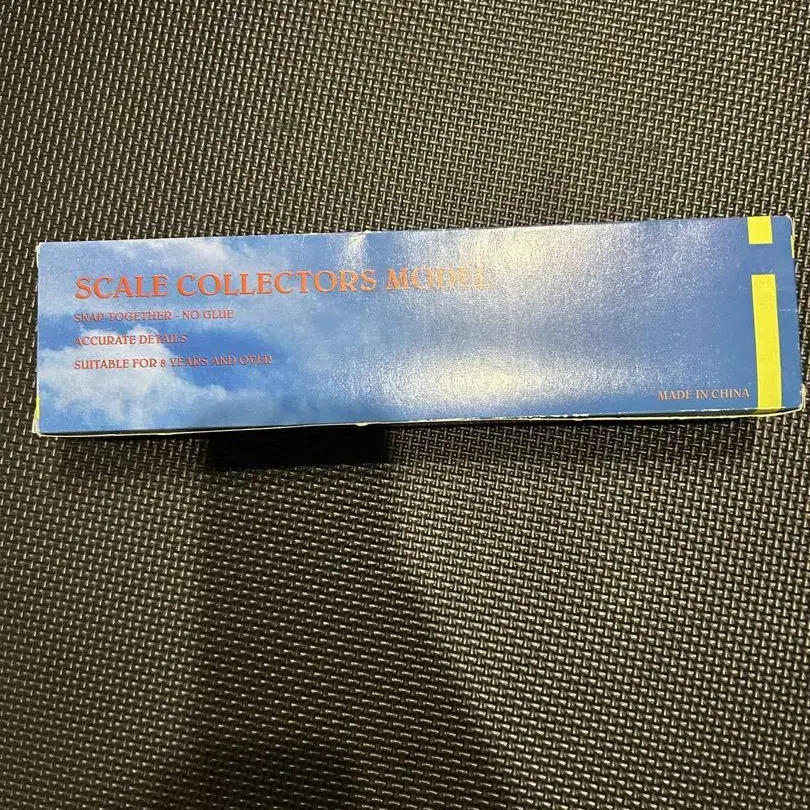 SCALE COLLECTORS MODEL
SNAP TOGETHER - NO GLUE
ACCURATE DETAILS
SUITABLE FOR 8 YEARS AND OVER
MADE IN CHINA